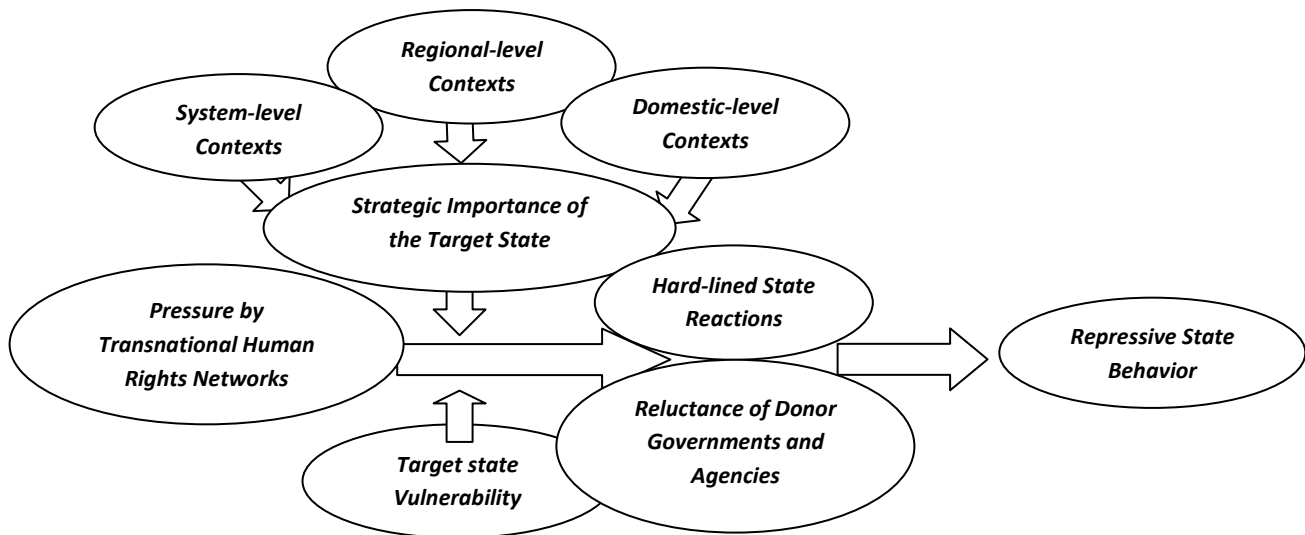 Regional-level
Contexts
System-level
Contexts
Domestic-level
Contexts
Strategic Importance of
the Target State
Hard-lined State
Reactions
Pressure by
Transnational Human
Rights Networks
Repressive State
Behavior
Reluctance of Donor
Governments and
Agencies
Target state
Vulnerability